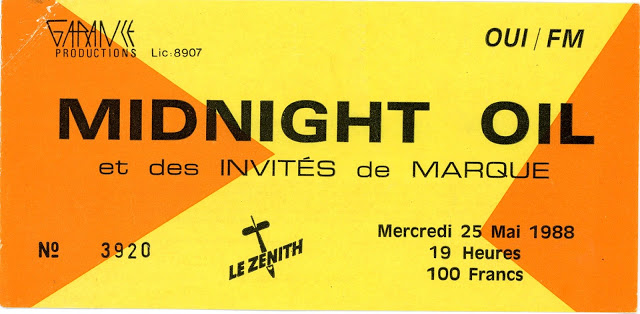 GARANCE
PRODUCTIONS Lic:8907
OUI/FM
MIDNIGHT OIL
et des INVITÉS de MARQUE
Nº 3920
LE ZÉNITH
Mercredi 25 Mai 1988
19 Heures
100 Francs